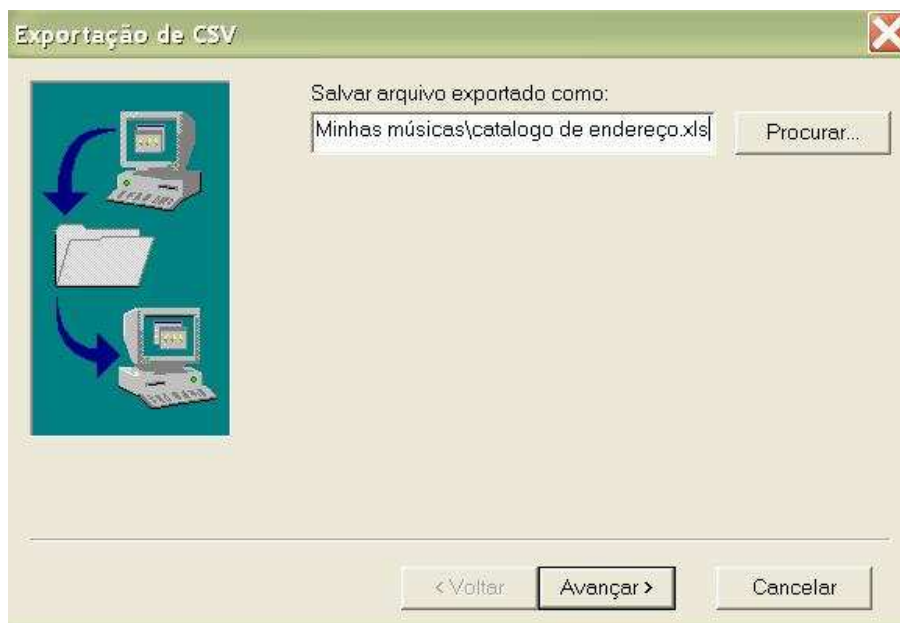 Exportação de CSV
Salvar arquivo exportado como:
Minhas músicas\catalogo de endereço.xls
Procurar...
< Voltar
Avançar >
Cancelar